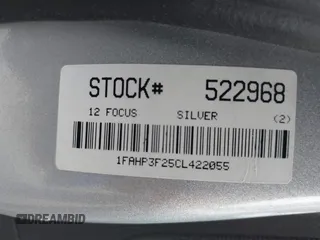 STOCK# 522968
12 FOCUS SILVER (2)
1FAHP3F25CL422055
DREAMBID